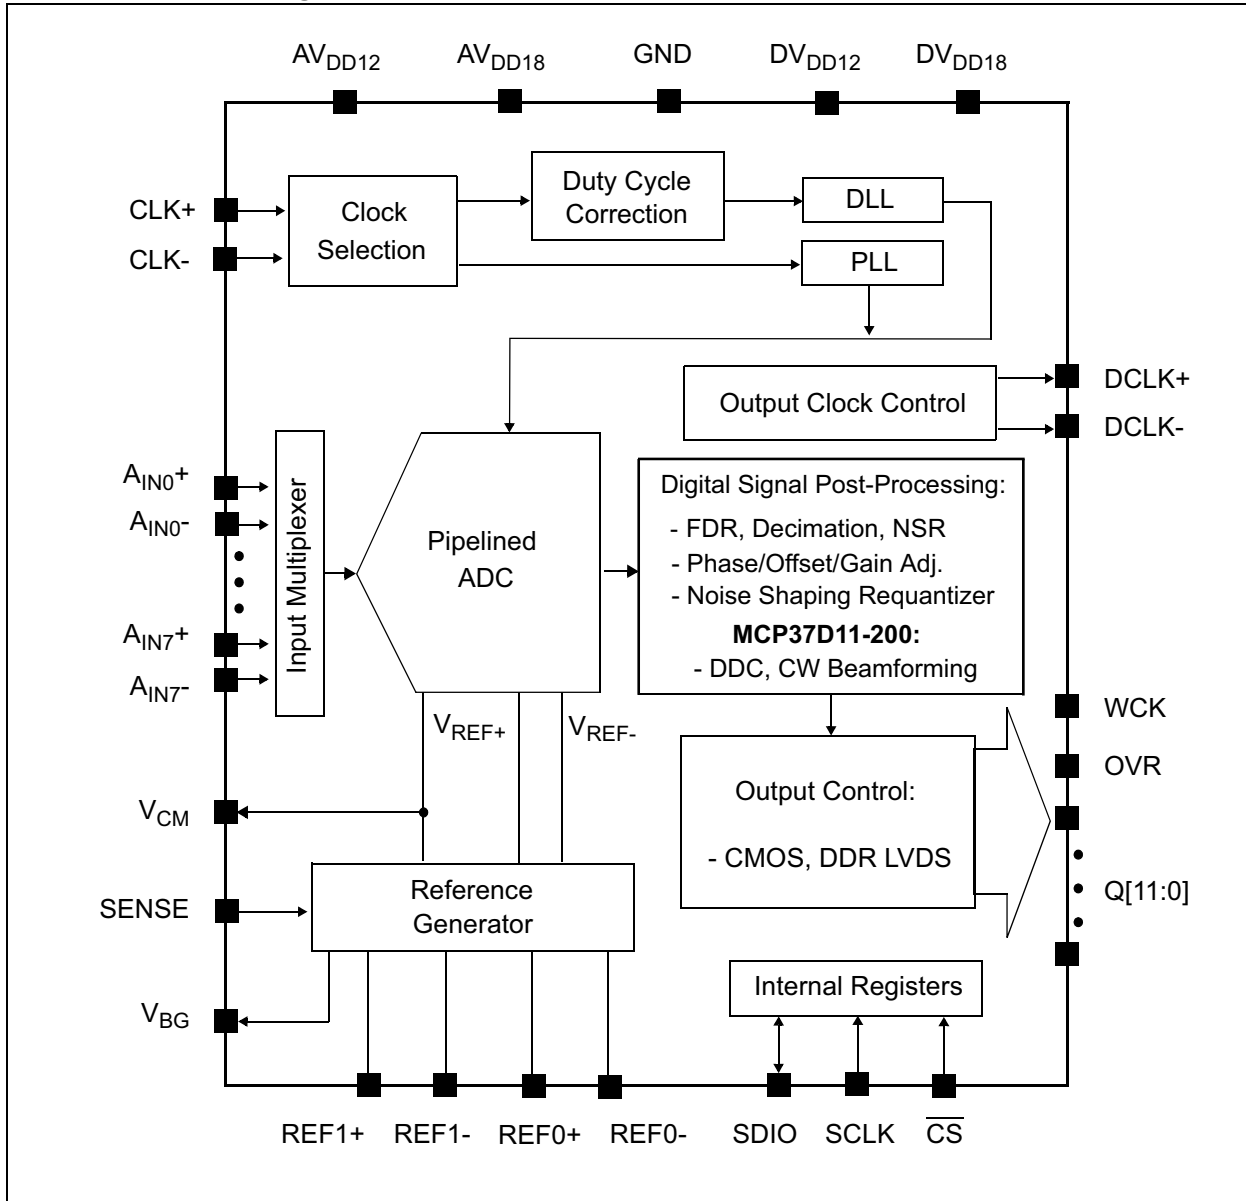 AVDD12 AVDD18 GND DVDD12 DVDD18
CLK+
CLK-
Clock
Selection
Duty Cycle
Correction
DLL
PLL
Output Clock Control
DCLK+
DCLK-
AIN0+
AIN0-
AIN7+
AIN7-
Input Multiplexer
Pipelined
ADC
Digital Signal Post-Processing:
- FDR, Decimation, NSR
- Phase/Offset/Gain Adj.
- Noise Shaping Requantizer
MCP37D11-200:
- DDC, CW Beamforming
VREF+
VREF-
WCK
OVR
Q[11:0]
Output Control:
- CMOS, DDR LVDS
VCM
SENSE
VBG
Reference
Generator
Internal Registers
REF1+ REF1- REF0+ REF0- SDIO SCLK C̅S̅